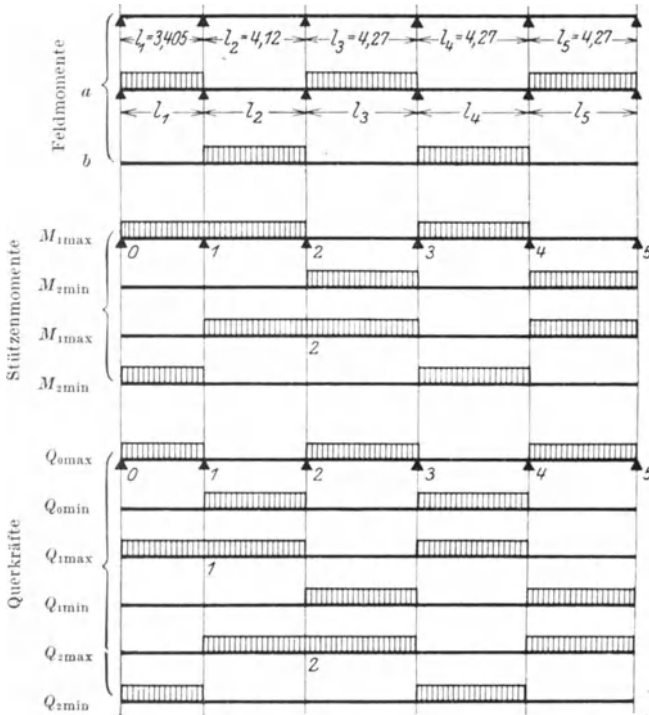 l₁=3,405 l₂=4,12 l₃=4,27 l₄=4,27 l₅=4,27
Feldmomente
a
l₁ l₂ l₃ l₄ l₅
b
Stützenmomente
M₁max
0 1 2 3 4 5
M₂min
M₁max
2
M₂min
Querkräfte
Q₀max
0 1 2 3 4 5
Q₀min
Q₁max
1
Q₁min
Q₂max
2
Q₂min